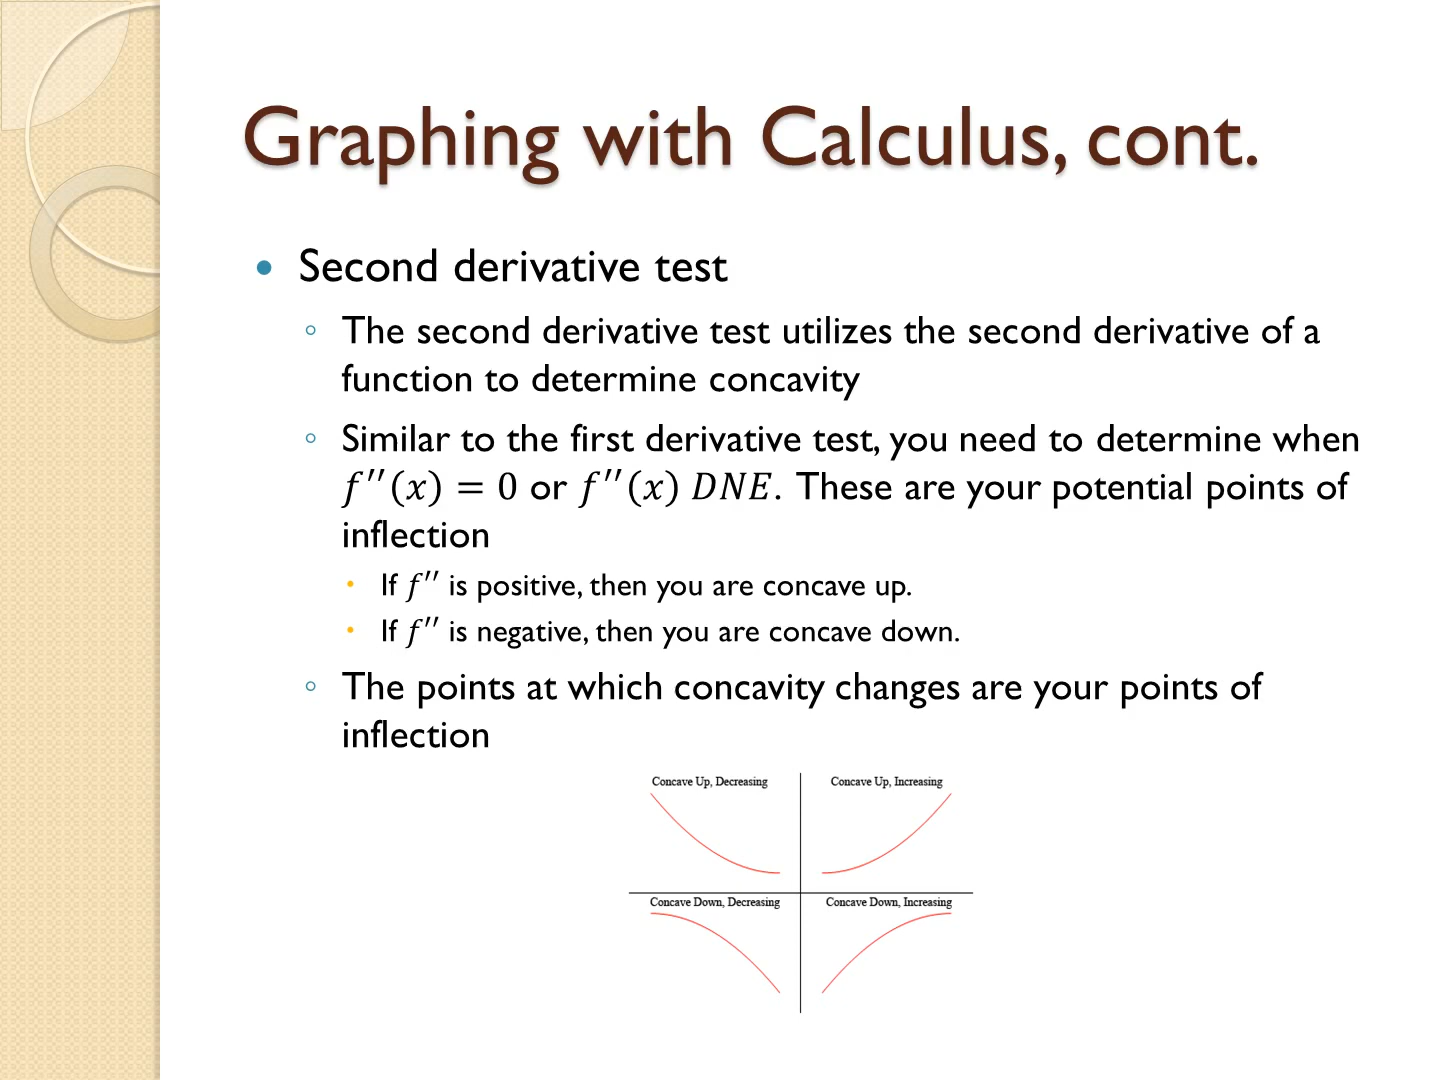 Graphing with Calculus, cont.
• Second derivative test
◦ The second derivative test utilizes the second derivative of a
function to determine concavity
◦ Similar to the first derivative test, you need to determine when
f′′(x) = 0 or f′′(x) DNE. These are your potential points of
inflection
• If f′′ is positive, then you are concave up.
• If f′′ is negative, then you are concave down.
◦ The points at which concavity changes are your points of
inflection
Concave Up, Decreasing
Concave Up, Increasing
Concave Down, Decreasing
Concave Down, Increasing